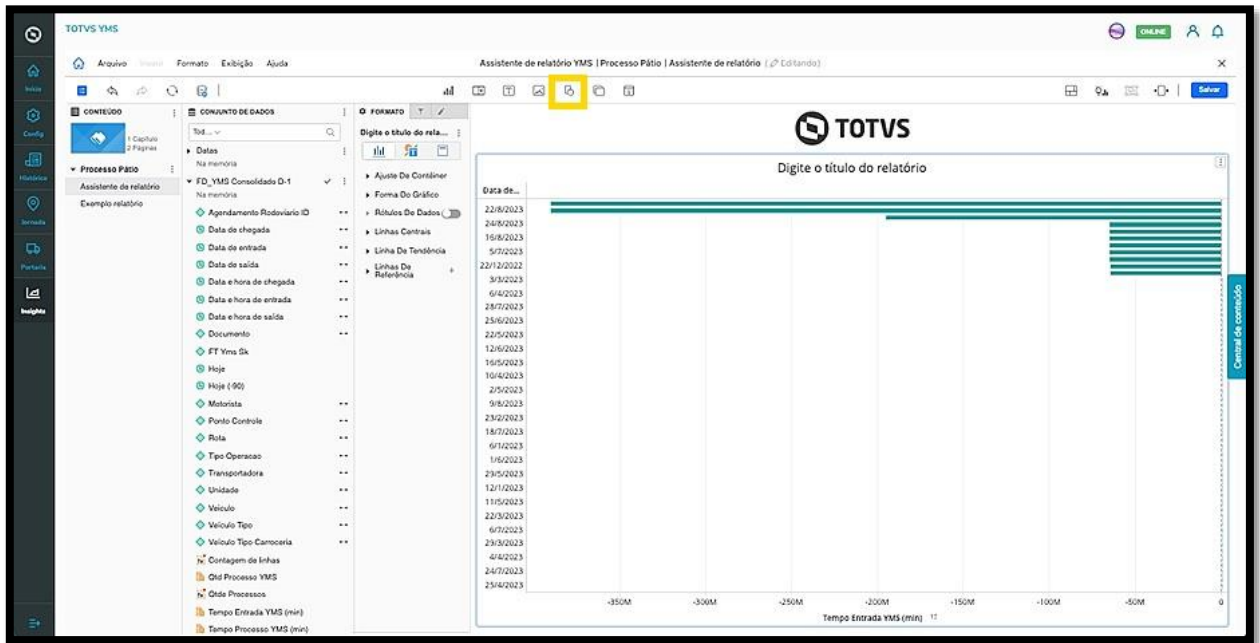 TOTVS YMS
ONLINE
Arquivo
Formato Exibição Ajuda
Assistente de relatório YMS | Processo Pátio | Assistente de relatório (Editando)
Salvar
Início
Config
Histórico
Jornada
Portaria
Insights
CONTEÚDO
1 Capítulo
2 Páginas
Processo Pátio
Assistente de relatório
Exemplo relatório
CONJUNTO DE DADOS
Tod...
Datas
Na memória
FD_YMS Consolidado D-1
Na memória
Agendamento Rodoviario ID
Data de chegada
Data de entrada
Data de saída
Data e hora de chegada
Data e hora de entrada
Data e hora de saída
Documento
FT Yms Sk
Hoje
Hoje (-90)
Motorista
Ponto Controle
Rota
Tipo Operacao
Transportadora
Unidade
Veiculo
Veiculo Tipo
Veiculo Tipo Carroceria
Contagem de linhas
Qtd Processo YMS
Qtde Processos
Tempo Entrada YMS (min)
Tempo Processo YMS (min)
FORMATO
Digite o título do rela...
Ajuste De Contêiner
Forma Do Gráfico
Rótulos De Dados
Linhas Centrais
Linha De Tendência
Linhas De Referência
TOTVS
Digite o título do relatório
Data de...
22/8/2023
24/8/2023
16/8/2023
5/7/2023
22/12/2022
3/3/2023
6/4/2023
28/7/2023
25/6/2023
22/5/2023
12/6/2023
16/5/2023
10/4/2023
2/5/2023
9/8/2023
23/2/2023
18/7/2023
6/1/2023
1/6/2023
29/5/2023
12/1/2023
11/5/2023
22/3/2023
6/7/2023
29/3/2023
4/4/2023
24/7/2023
25/4/2023
-350M -300M -250M -200M -150M -100M -50M 0
Tempo Entrada YMS (min)
Central de conteúdo